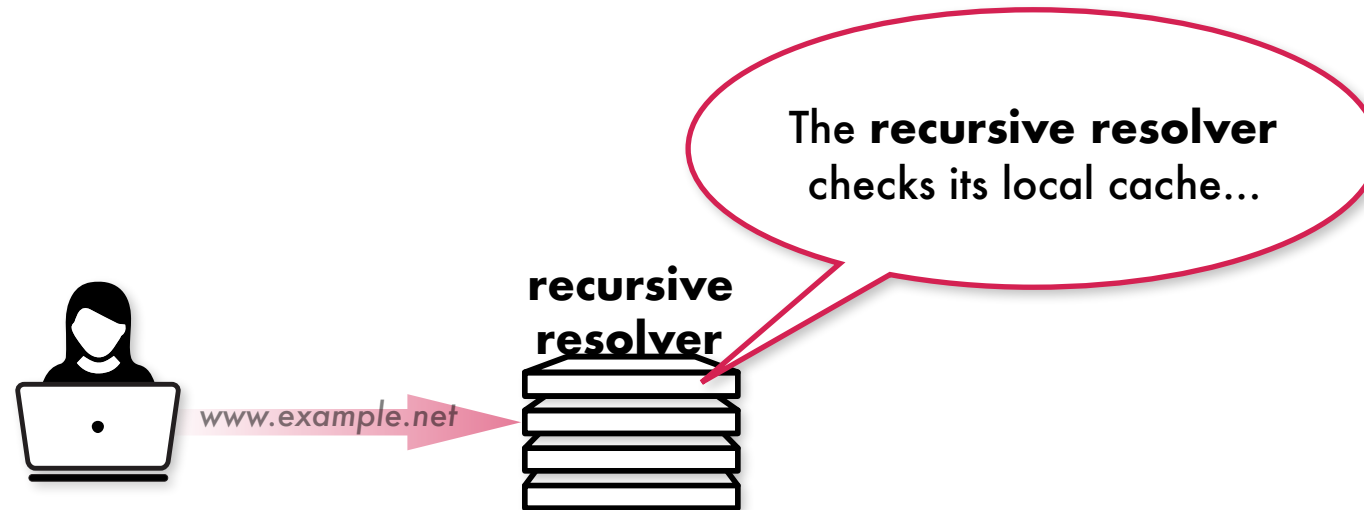 The recursive resolver
checks its local cache...
recursive
resolver
www.example.net